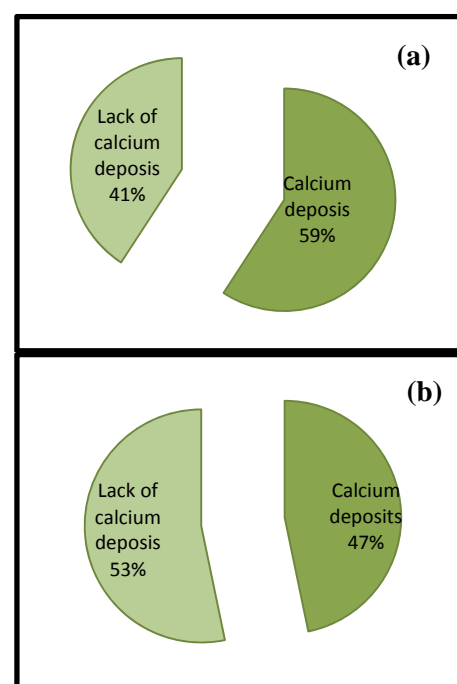 (a)
Lack of
calcium
deposis
41%
Calcium
deposis
59%
(b)
Lack of
calcium
deposis
53%
Calcium
deposits
47%